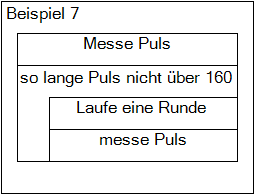 Beispiel 7
Messe Puls
so lange Puls nicht über 160
Laufe eine Runde
messe Puls